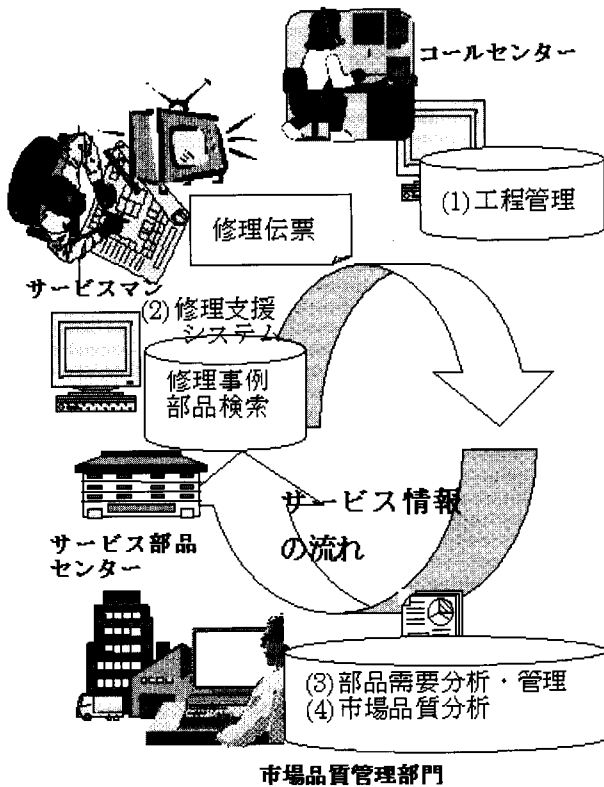 コールセンター
(1)工程管理
修理伝票
サービスマン
(2)修理支援
システム
修理事例
部品検索
サービス情報
の流れ
サービス部品
センター
(3)部品需要分析・管理
(4)市場品質分析
市場品質管理部門